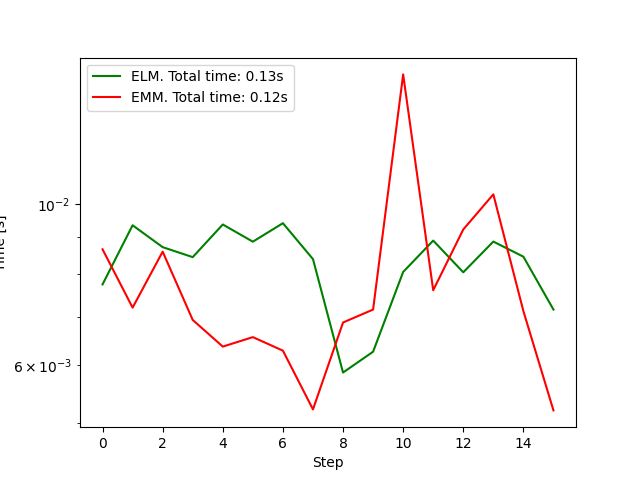 ELM. Total time: 0.13s
EMM. Total time: 0.12s
10⁻²
6 × 10⁻³
[s]
0 2 4 6 8 10 12 14
Step